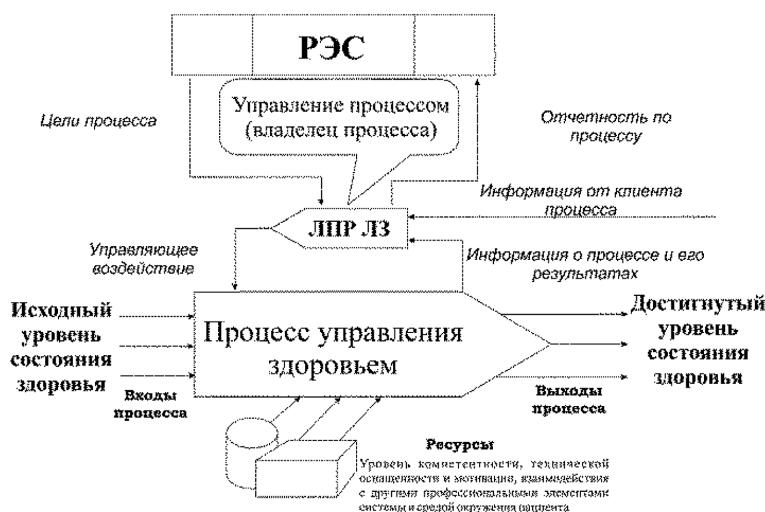 РЭС
Управление процессом
(владелец процесса)
Цели процесса
Отчетность по
процессу
Информация от клиента
процесса
ЛПР ЛЗ
Управляющее
воздействие
Информация о процессе и его
результатах
Исходный
уровень
состояния
здоровья
Процесс управления
здоровьем
Достигнутый
уровень
состояния
здоровья
Входы
процесса
Выходы
процесса
Ресурсы
Уровень компетентности, технической
оснащенности и мотивации, взаимодействия
с другими профессиональными элементами
системы и средой окружения пациента